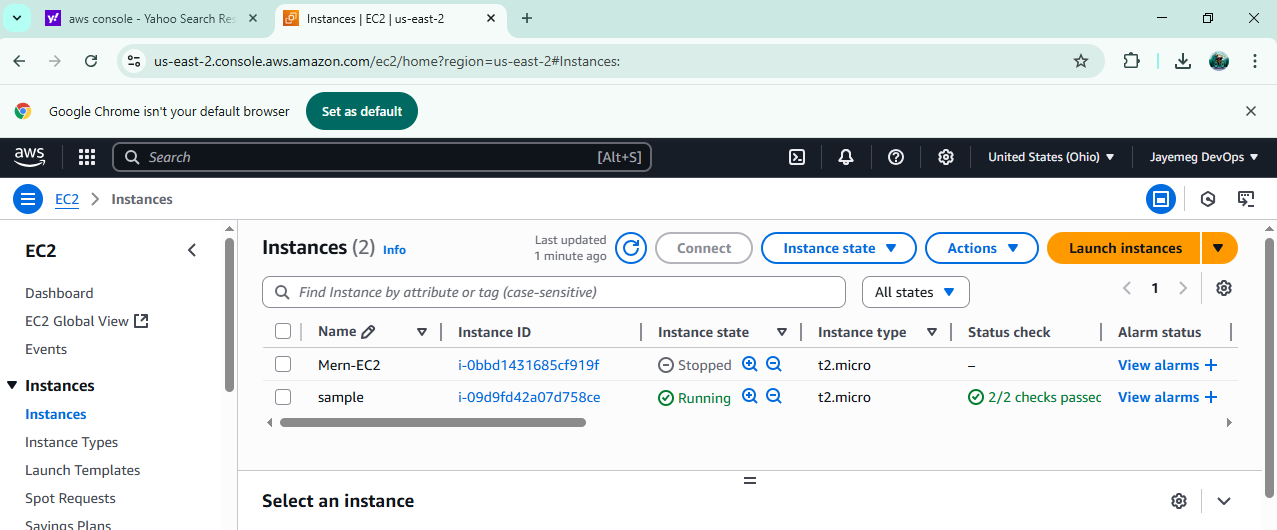 aws console - Yahoo Search Res
Instances | EC2 | us-east-2
us-east-2.console.aws.amazon.com/ec2/home?region=us-east-2#Instances:
Google Chrome isn't your default browser
Set as default
aws
Search
[Alt+S]
United States (Ohio)
Jayemeg DevOps
EC2
Instances
EC2
Dashboard
EC2 Global View
Events
Instances
Instances
Instance Types
Launch Templates
Spot Requests
Savings Plans
Instances (2) Info
Last updated
1 minute ago
Connect
Instance state
Actions
Launch instances
Find Instance by attribute or tag (case-sensitive)
All states
1
Name Instance ID Instance state Instance type Status check Alarm status
Mern-EC2 i-0bbd1431685cf919f Stopped t2.micro – View alarms +
sample i-09d9fd42a07d758ce Running t2.micro 2/2 checks passec View alarms +
Select an instance